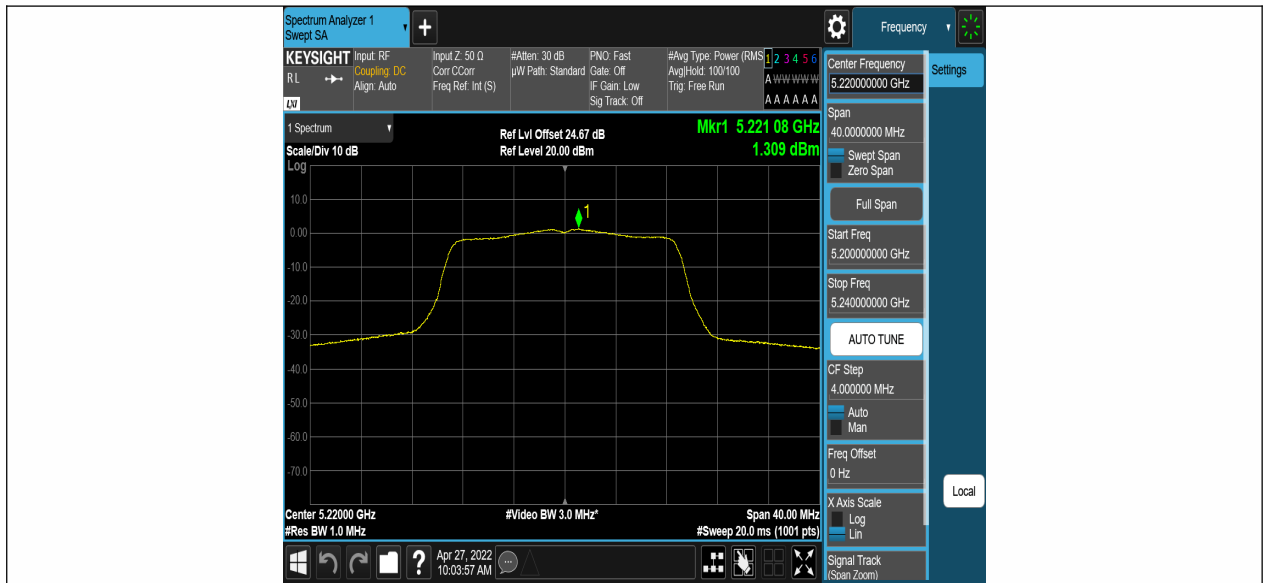 Spectrum Analyzer 1
Swept SA
+
Frequency
KEYSIGHT
R L
LXI
Input: RF
Coupling: DC
Align: Auto
Input Z: 50 Ω
Corr CCorr
Freq Ref: Int (S)
#Atten: 30 dB
µW Path: Standard
PNO: Fast
Gate: Off
IF Gain: Low
Sig Track: Off
#Avg Type: Power (RMS
Avg|Hold: 100/100
Trig: Free Run
1 2 3 4 5 6
A W W W W W
A A A A A A
1 Spectrum
Scale/Div 10 dB
Ref Lvl Offset 24.67 dB
Ref Level 20.00 dBm
Mkr1 5.221 08 GHz
1.309 dBm
Log
10.0
0.00
-10.0
-20.0
-30.0
-40.0
-50.0
-60.0
-70.0
1
Center 5.22000 GHz
#Res BW 1.0 MHz
#Video BW 3.0 MHz*
Span 40.00 MHz
#Sweep 20.0 ms (1001 pts)
Center Frequency
5.220000000 GHz
Settings
Span
40.0000000 MHz
Swept Span
Zero Span
Full Span
Start Freq
5.200000000 GHz
Stop Freq
5.240000000 GHz
AUTO TUNE
CF Step
4.000000 MHz
Auto
Man
Freq Offset
0 Hz
X Axis Scale
Log
Lin
Local
Signal Track
(Span Zoom)
?
Apr 27, 2022
10:03:57 AM